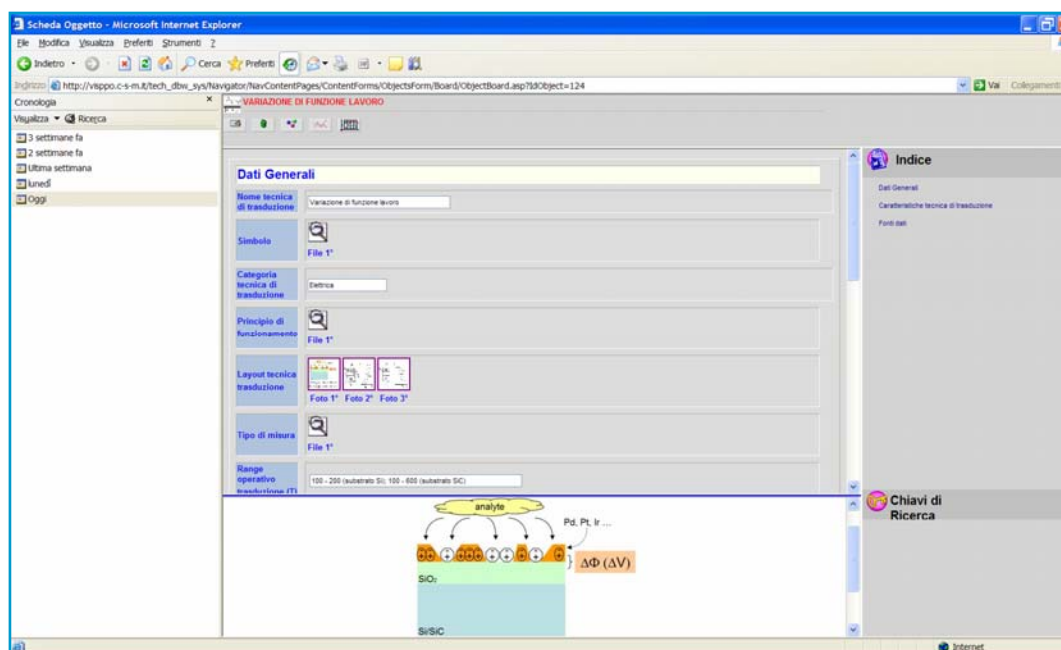 Scheda Oggetto - Microsoft Internet Explorer
File Modifica Visualizza Preferiti Strumenti ?
Indietro Cerca Preferiti
Indirizzo http://visppo.c-s-m.it/tech_dbw_sys/Navigator/NavContentPages/ContentForms/ObjectsForm/Board/ObjectBoard.asp?IdObject=124 Vai Collegamenti
Cronologia
Visualizza Ricerca
3 settimane fa
2 settimane fa
Ultima settimana
lunedì
Oggi
VARIAZIONE DI FUNZIONE LAVORO
Dati Generali
Nome tecnica
di trasduzione
Variazione di funzione lavoro
Simbolo
File 1°
Categoria
tecnica di
trasduzione
Elettrica
Principio di
funzionamento
File 1°
Layout tecnica
trasduzione
Foto 1° Foto 2° Foto 3°
Tipo di misura
File 1°
Range
operativo
trasduzione (T)
100 - 200 (substrato Si); 100 - 600 (substrato SiC)
Indice
Dati Generali
Caratteristiche tecnica di trasduzione
Fonti dati
Chiavi di
Ricerca
analyte
Pd, Pt, Ir ...
ΔΦ (ΔV)
SiO₂
Si/SiC
Internet